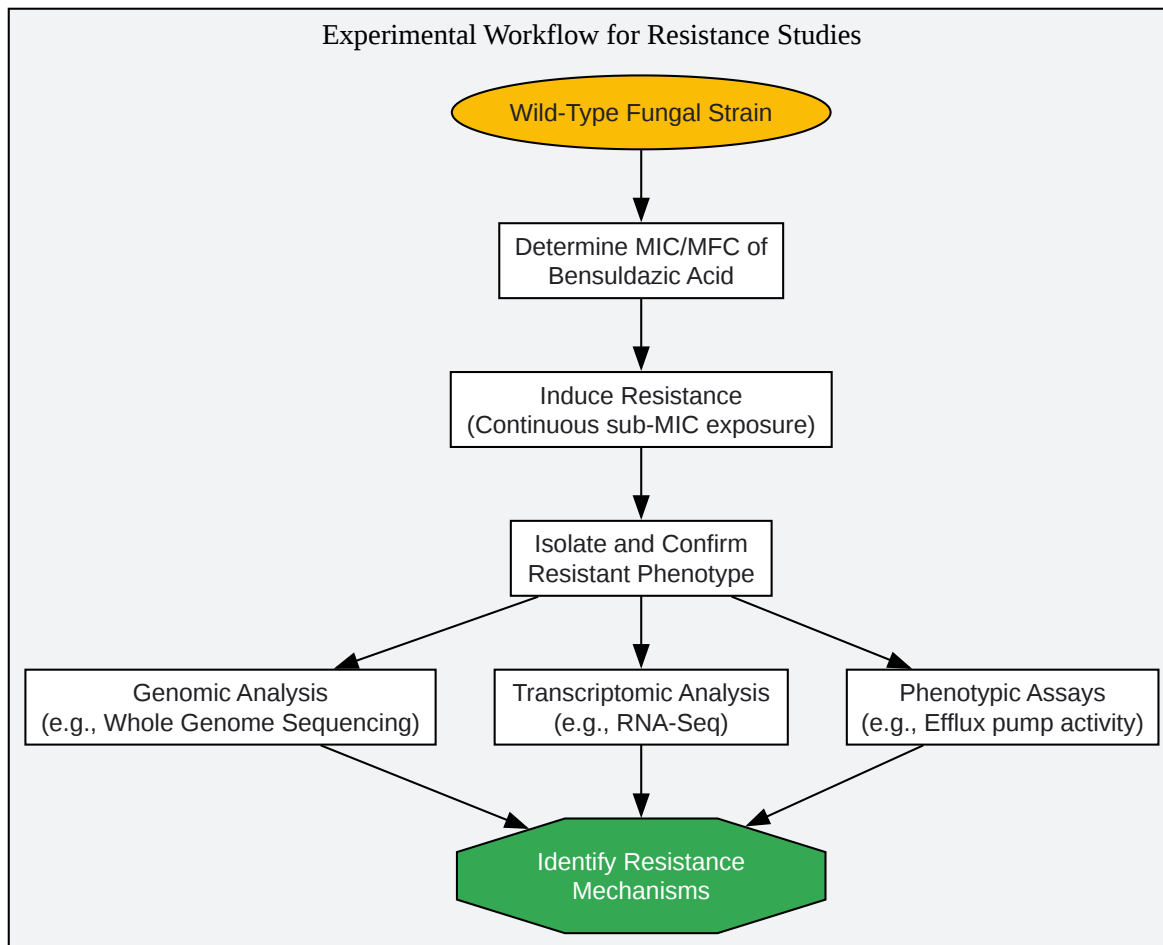 Experimental Workflow for Resistance Studies
Wild-Type Fungal Strain
Determine MIC/MFC of
Bensuldazic Acid
Induce Resistance
(Continuous sub-MIC exposure)
Isolate and Confirm
Resistant Phenotype
Genomic Analysis
(e.g., Whole Genome Sequencing)
Transcriptomic Analysis
(e.g., RNA-Seq)
Phenotypic Assays
(e.g., Efflux pump activity)
Identify Resistance
Mechanisms